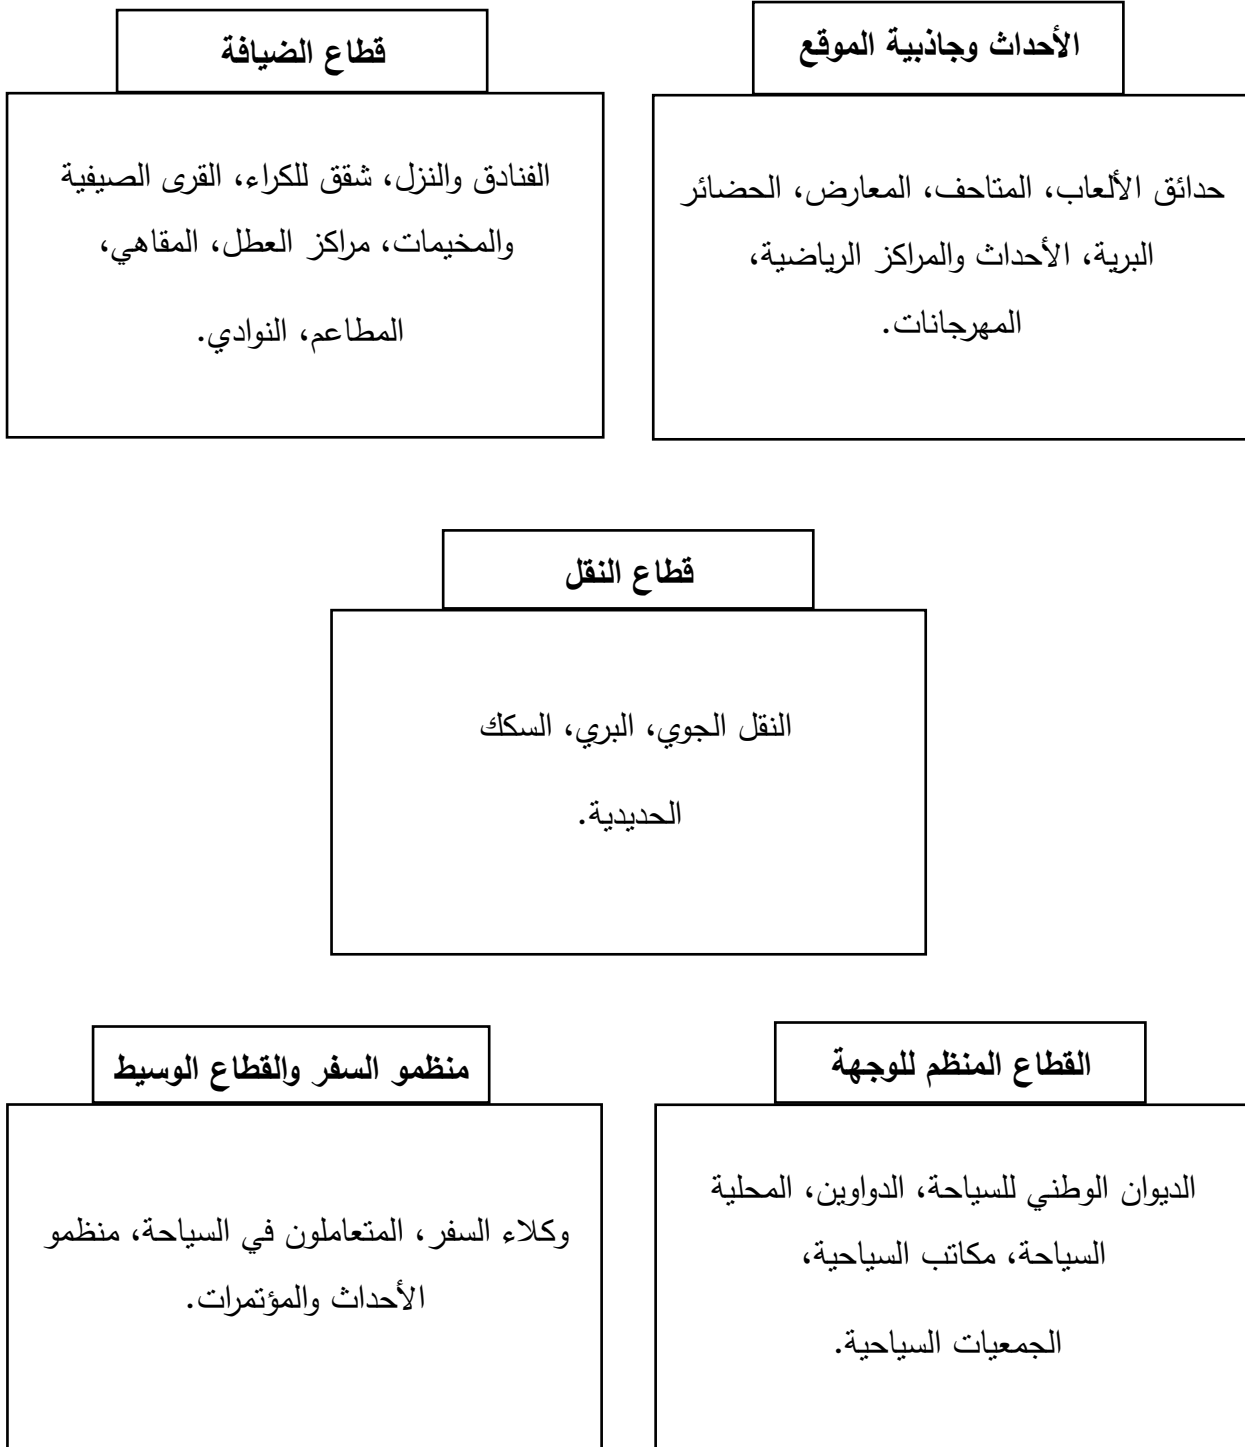 الأحداث وجاذبية الموقع
حدائق الألعاب، المتاحف، المعارض، الحضائر
البرية، الأحداث والمراكز الرياضية،
المهرجانات.
قطاع الضيافة
الفنادق والنزل، شقق للكراء، القرى الصيفية
والمخيمات، مراكز العطل، المقاهي،
المطاعم، النوادي.
قطاع النقل
النقل الجوي، البري، السكك
الحديدية.
القطاع المنظم للوجهة
الديوان الوطني للسياحة، الدواوين، المحلية
السياحة، مكاتب السياحية،
الجمعيات السياحية.
منظمو السفر والقطاع الوسيط
وكلاء السفر، المتعاملون في السياحة، منظمو
الأحداث والمؤتمرات.